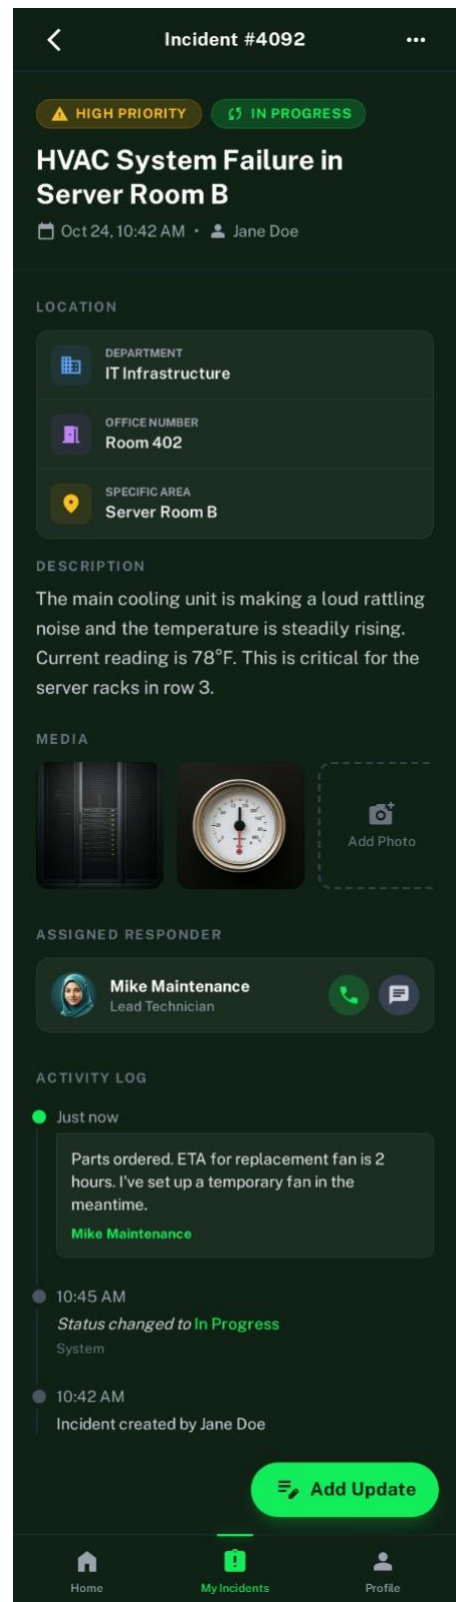 Incident #4092
HIGH PRIORITY
IN PROGRESS
HVAC System Failure in
Server Room B
Oct 24, 10:42 AM • Jane Doe
LOCATION
DEPARTMENT
IT Infrastructure
OFFICE NUMBER
Room 402
SPECIFIC AREA
Server Room B
DESCRIPTION
The main cooling unit is making a loud rattling
noise and the temperature is steadily rising.
Current reading is 78°F. This is critical for the
server racks in row 3.
MEDIA
Add Photo
ASSIGNED RESPONDER
Mike Maintenance
Lead Technician
ACTIVITY LOG
Just now
Parts ordered. ETA for replacement fan is 2
hours. I've set up a temporary fan in the
meantime.
Mike Maintenance
10:45 AM
Status changed to In Progress
System
10:42 AM
Incident created by Jane Doe
Add Update
Home
My Incidents
Profile